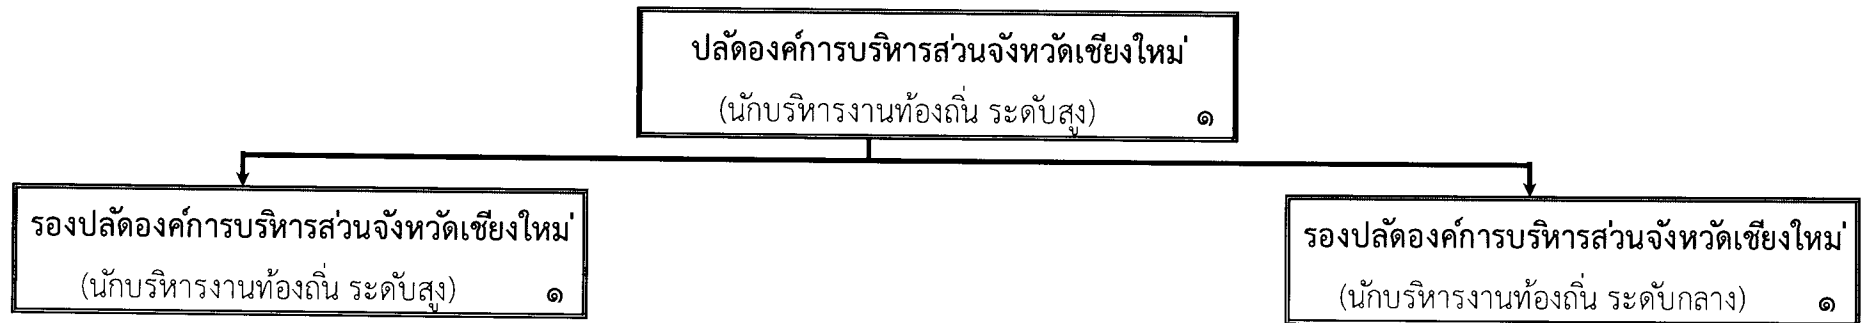 ปลัดองค์การบริหารส่วนจังหวัดเชียงใหม่
(นักบริหารงานท้องถิ่น ระดับสูง) ๑
รองปลัดองค์การบริหารส่วนจังหวัดเชียงใหม่
(นักบริหารงานท้องถิ่น ระดับสูง) ๑
รองปลัดองค์การบริหารส่วนจังหวัดเชียงใหม่
(นักบริหารงานท้องถิ่น ระดับกลาง) ๑